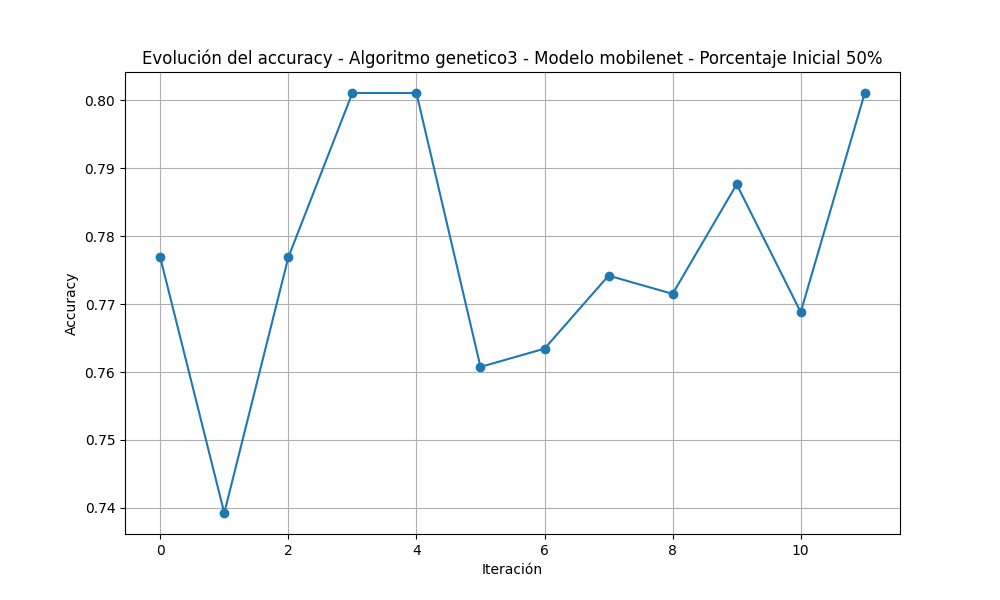 Evolución del accuracy - Algoritmo genetico3 - Modelo mobilenet - Porcentaje Inicial 50%
0.80
0.79
0.78
0.77
0.76
0.75
0.74
Accuracy
0 2 4 6 8 10
Iteración